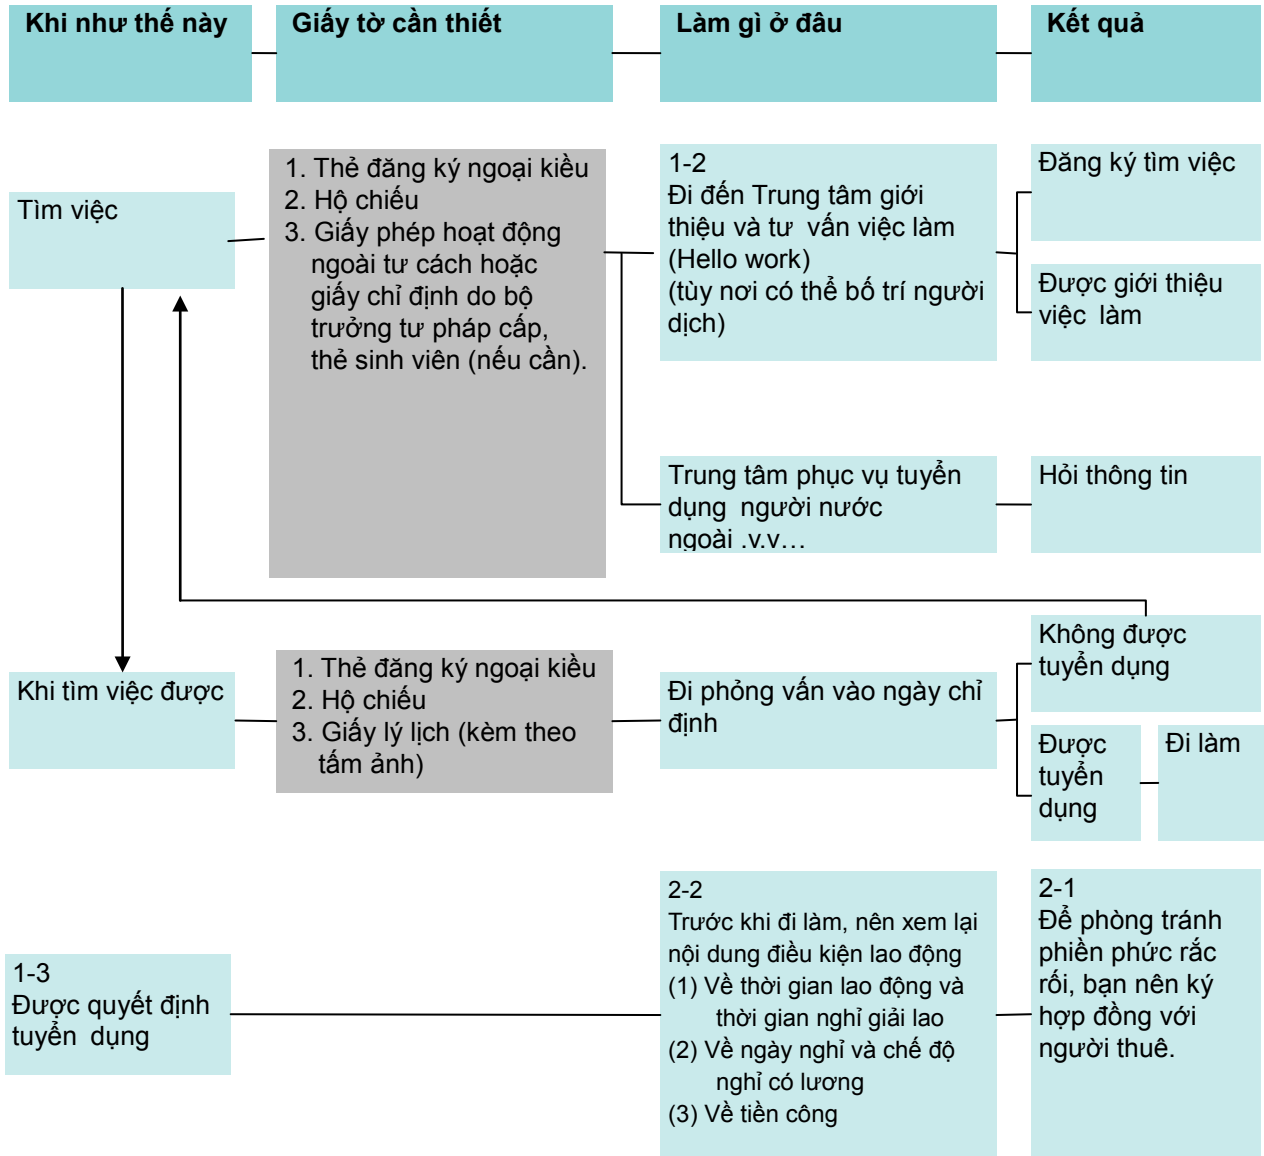 Khi như thế này
Giấy tờ cần thiết
Làm gì ở đâu
Kết quả
Tìm việc
1. Thẻ đăng ký ngoại kiều
2. Hộ chiếu
3. Giấy phép hoạt động
ngoài tư cách hoặc
giấy chỉ định do bộ
trưởng tư pháp cấp,
thẻ sinh viên (nếu cần).
1-2
Đi đến Trung tâm giới
thiệu và tư vấn việc làm
(Hello work)
(tùy nơi có thể bố trí người
dịch)
Đăng ký tìm việc
Được giới thiệu
việc làm
Trung tâm phục vụ tuyển
dụng người nước
ngoài .v.v…
Hỏi thông tin
Khi tìm việc được
1. Thẻ đăng ký ngoại kiều
2. Hộ chiếu
3. Giấy lý lịch (kèm theo
tấm ảnh)
Đi phỏng vấn vào ngày chỉ
định
Không được
tuyển dụng
Được
tuyển
dụng
Đi làm
1-3
Được quyết định
tuyển dụng
2-2
Trước khi đi làm, nên xem lại
nội dung điều kiện lao động
(1) Về thời gian lao động và
thời gian nghỉ giải lao
(2) Về ngày nghỉ và chế độ
nghỉ có lương
(3) Về tiền công
2-1
Để phòng tránh
phiền phức rắc
rối, bạn nên ký
hợp đồng với
người thuê.